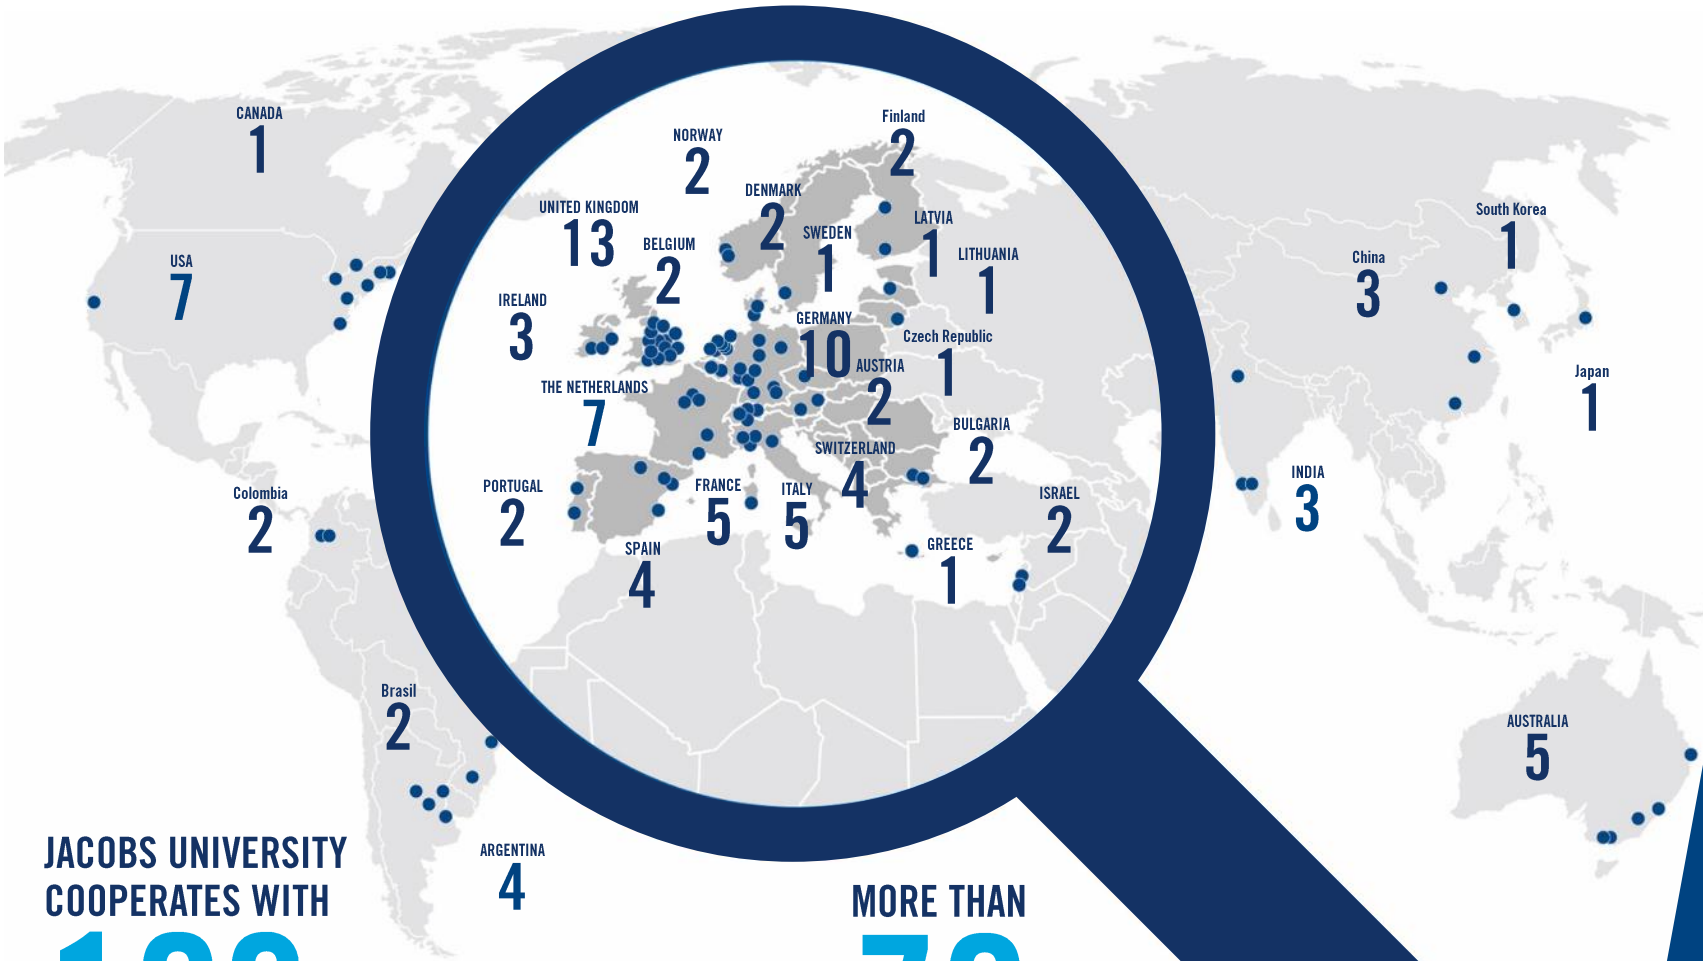 CANADA
1
USA
7
Colombia
2
Brasil
2
ARGENTINA
4
NORWAY
2
Finland
2
DENMARK
2
UNITED KINGDOM
13
SWEDEN
1
LATVIA
1
BELGIUM
2
LITHUANIA
1
IRELAND
3
GERMANY
10
Czech Republic
1
AUSTRIA
2
THE NETHERLANDS
7
BULGARIA
2
SWITZERLAND
4
PORTUGAL
2
FRANCE
5
ITALY
5
ISRAEL
2
SPAIN
4
GREECE
1
South Korea
1
China
3
Japan
1
INDIA
3
AUSTRALIA
5
JACOBS UNIVERSITY
COOPERATES WITH
MORE THAN